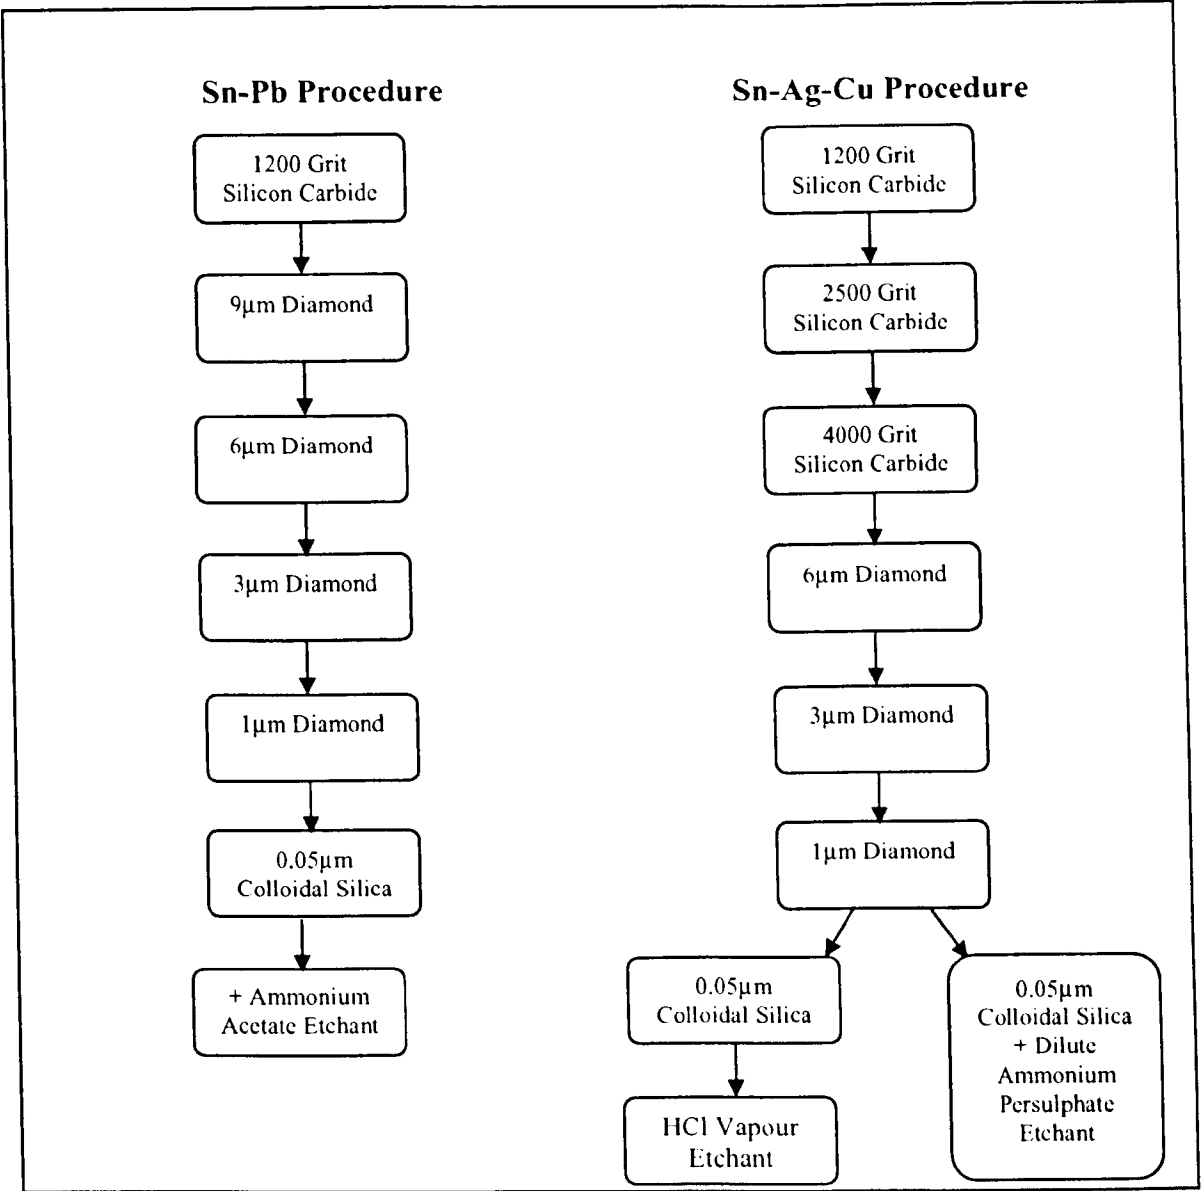 Sn-Pb Procedure
1200 Grit
Silicon Carbide
9µm Diamond
6µm Diamond
3µm Diamond
1µm Diamond
0.05µm
Colloidal Silica
+ Ammonium
Acetate Etchant
Sn-Ag-Cu Procedure
1200 Grit
Silicon Carbide
2500 Grit
Silicon Carbide
4000 Grit
Silicon Carbide
6µm Diamond
3µm Diamond
1µm Diamond
0.05µm
Colloidal Silica
HCl Vapour
Etchant
0.05µm
Colloidal Silica
+ Dilute
Ammonium
Persulphate
Etchant